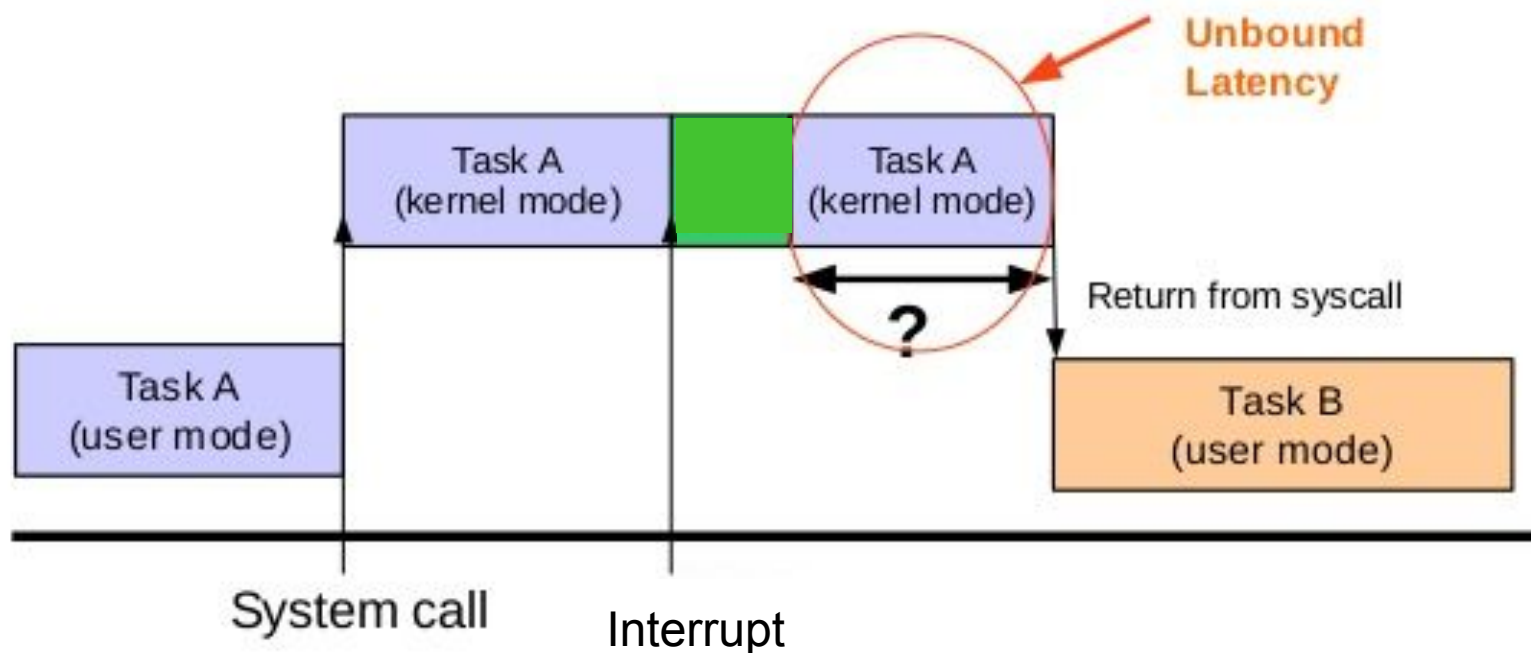 Unbound
Latency
Task A
(kernel mode)
Task A
(kernel mode)
?
Return from syscall
Task A
(user mode)
Task B
(user mode)
System call
Interrupt